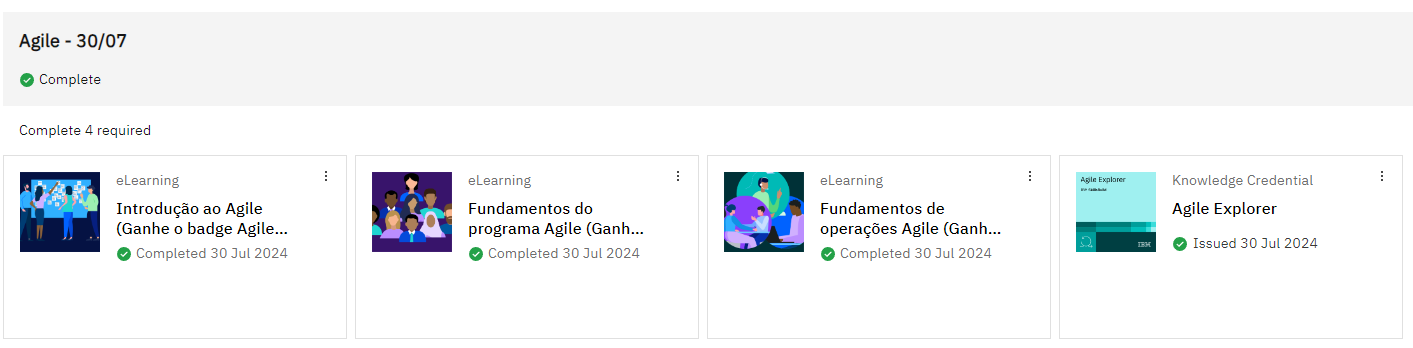 Agile - 30/07
Complete
Complete 4 required
eLearning
Introdução ao Agile
(Ganhe o badge Agile...
Completed 30 Jul 2024
eLearning
Fundamentos do
programa Agile (Ganh...
Completed 30 Jul 2024
eLearning
Fundamentos de
operações Agile (Ganh...
Completed 30 Jul 2024
Agile Explorer
IBM
Knowledge Credential
Agile Explorer
Issued 30 Jul 2024